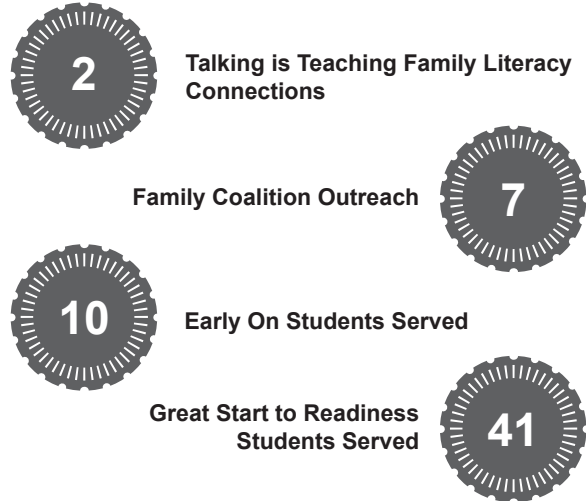 2
Talking is Teaching Family Literacy
Connections
Family Coalition Outreach
7
10
Early On Students Served
Great Start to Readiness
Students Served
41